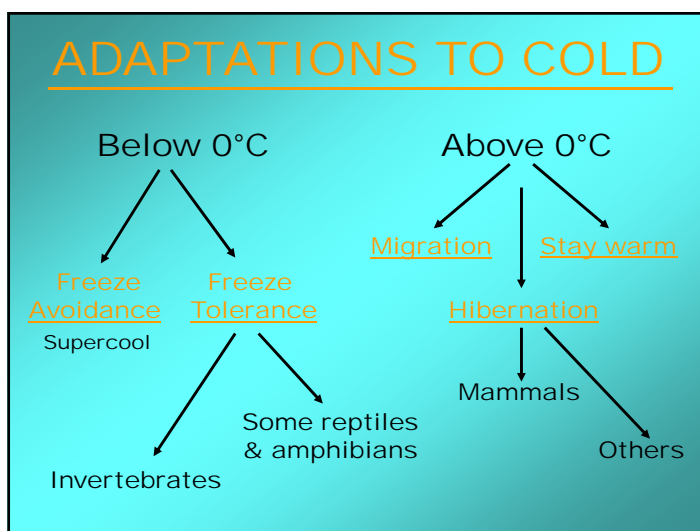 ADAPTATIONS TO COLD
Below 0°C
Above 0°C
Migration
Stay warm
Freeze
Avoidance
Supercool
Freeze
Tolerance
Hibernation
Mammals
Some reptiles
& amphibians
Others
Invertebrates